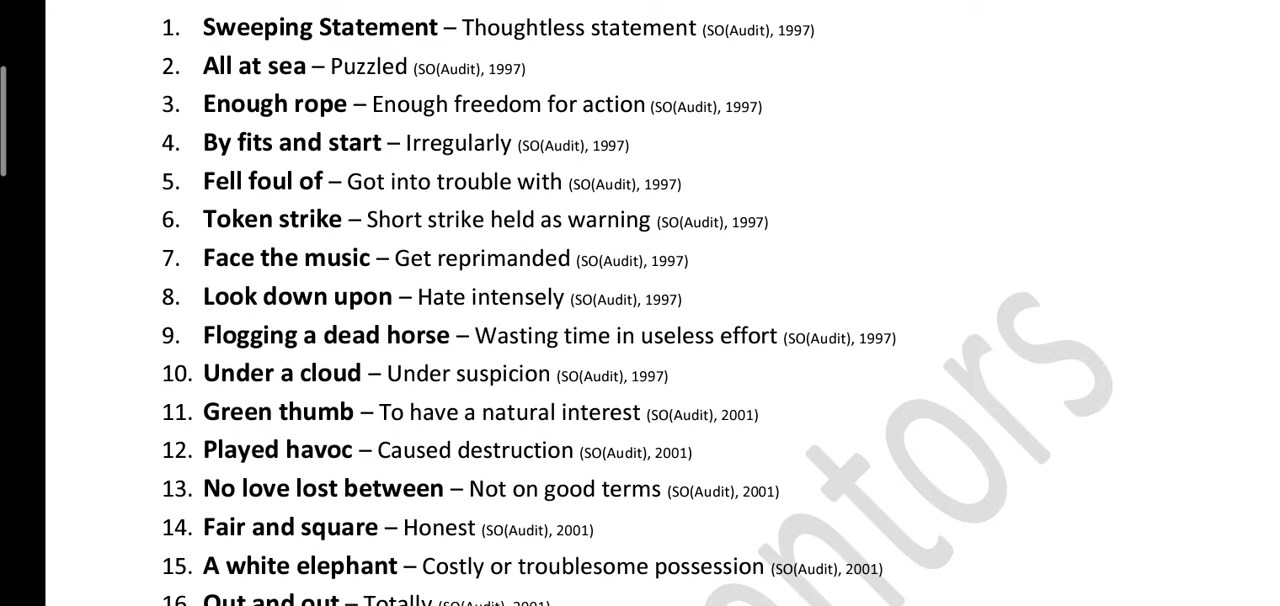 1. Sweeping Statement – Thoughtless statement (SO(Audit), 1997)
2. All at sea – Puzzled (SO(Audit), 1997)
3. Enough rope – Enough freedom for action (SO(Audit), 1997)
4. By fits and start – Irregularly (SO(Audit), 1997)
5. Fell foul of – Got into trouble with (SO(Audit), 1997)
6. Token strike – Short strike held as warning (SO(Audit), 1997)
7. Face the music – Get reprimanded (SO(Audit), 1997)
8. Look down upon – Hate intensely (SO(Audit), 1997)
9. Flogging a dead horse – Wasting time in useless effort (SO(Audit), 1997)
10. Under a cloud – Under suspicion (SO(Audit), 1997)
11. Green thumb – To have a natural interest (SO(Audit), 2001)
12. Played havoc – Caused destruction (SO(Audit), 2001)
13. No love lost between – Not on good terms (SO(Audit), 2001)
14. Fair and square – Honest (SO(Audit), 2001)
15. A white elephant – Costly or troublesome possession (SO(Audit), 2001)
16. Out and out – Totally (SO(Audit), 2001)
entors